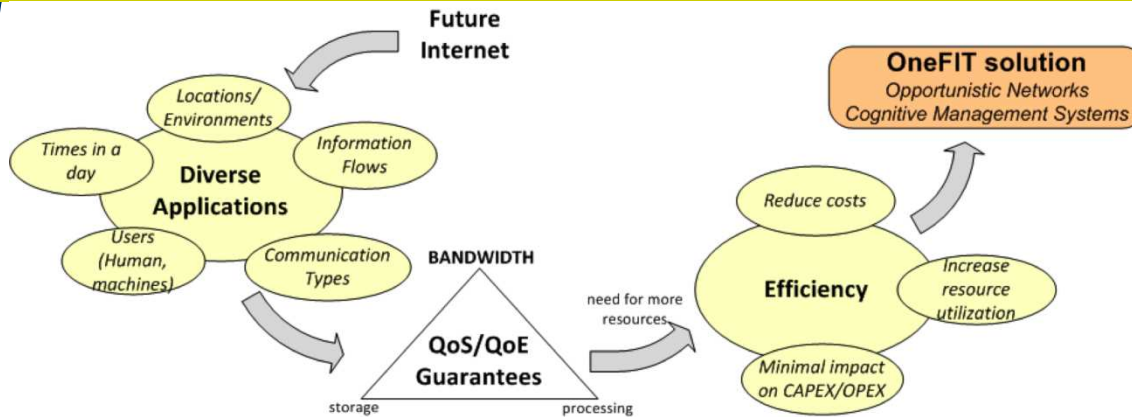 Future
Internet
Locations/
Environments
Times in a
day
Information
Flows
Diverse
Applications
Users
(Human,
machines)
Communication
Types
BANDWIDTH
QoS/QoE
Guarantees
storage
processing
need for more
resources
Reduce costs
Efficiency
Increase
resource
utilization
Minimal impact
on CAPEX/OPEX
OneFIT solution
Opportunistic Networks
Cognitive Management Systems